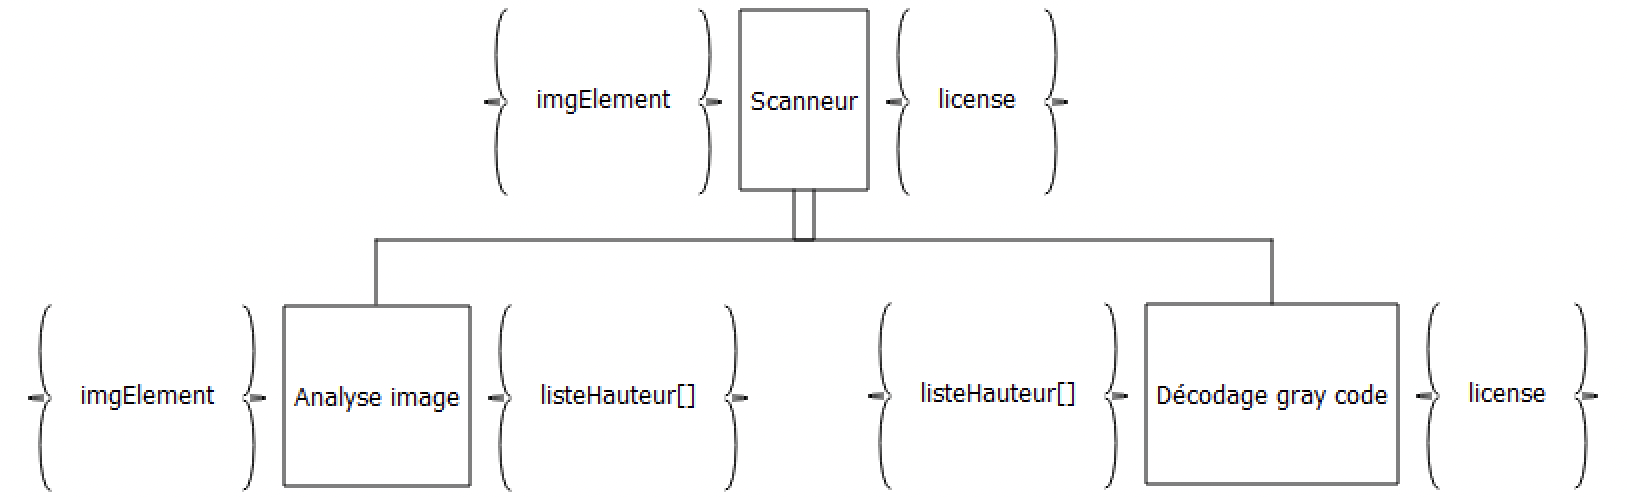 imgElement
Scanneur
license
imgElement
Analyse image
listeHauteur[]
listeHauteur[]
Décodage gray code
license